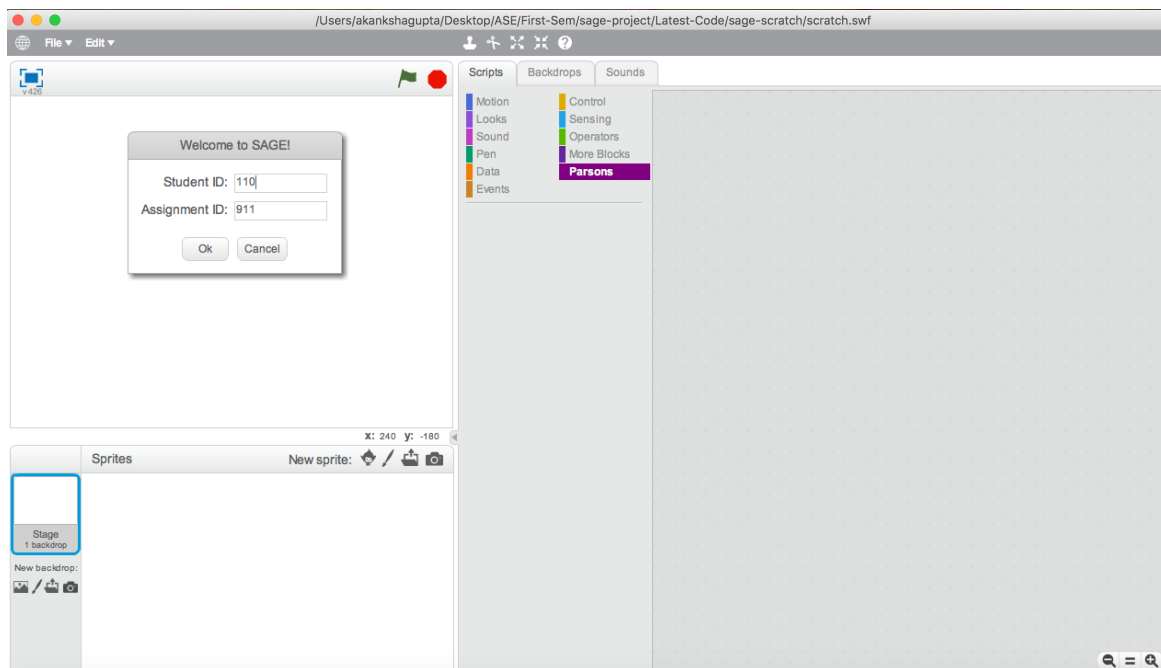 /Users/akankshagupta/Desktop/ASE/First-Sem/sage-project/Latest-Code/sage-scratch/scratch.swf
File ▾ Edit ▾
v426
Welcome to SAGE!
Student ID: 110
Assignment ID: 911
Ok Cancel
Scripts Backdrops Sounds
Motion Control
Looks Sensing
Sound Operators
Pen More Blocks
Data Parsons
Events
x: 240 y: -180
Sprites New sprite:
Stage
1 backdrop
New backdrop: